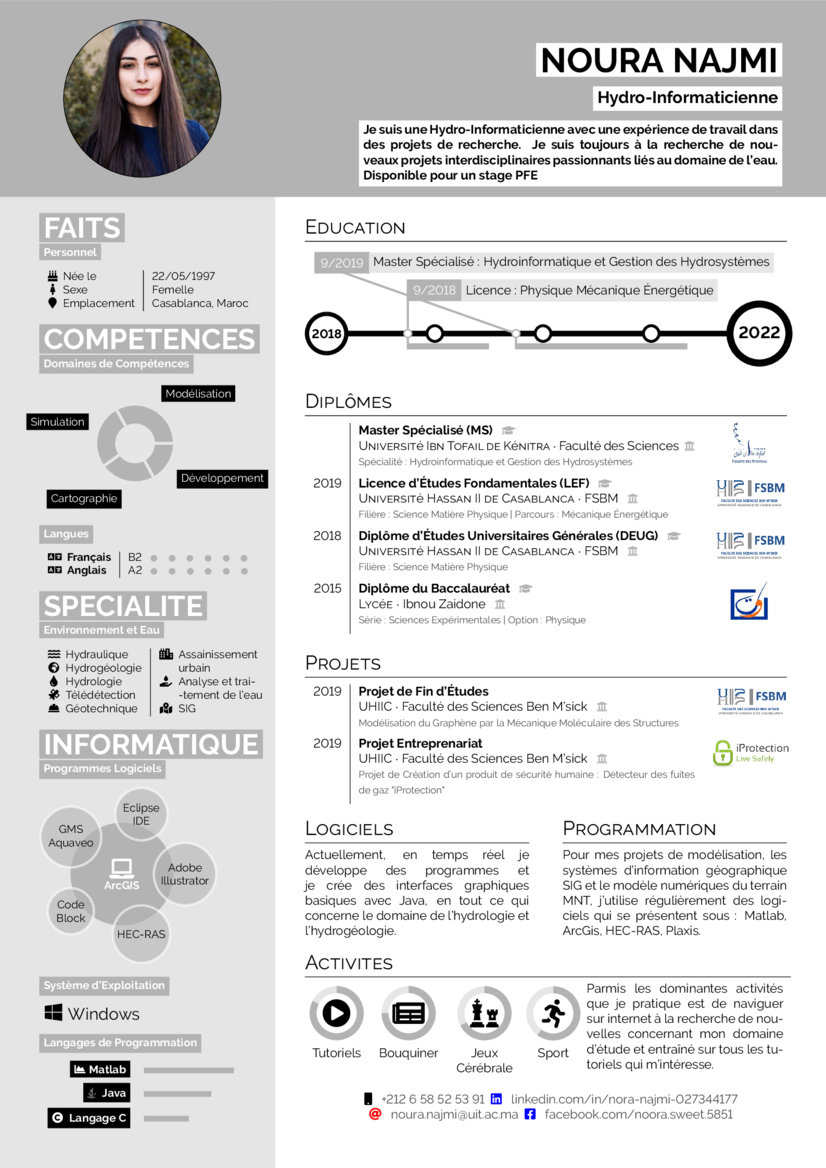 NOURA NAJMI
Hydro-Informaticienne
Je suis une Hydro-Informaticienne avec une expérience de travail dans
des projets de recherche. Je suis toujours à la recherche de nou-
veaux projets interdisciplinaires passionnants liés au domaine de l'eau.
Disponible pour un stage PFE
FAITS
Personnel
Née le 22/05/1997
Sexe Femelle
Emplacement Casablanca, Maroc
COMPETENCES
Domaines de Compétences
Modélisation
Simulation
Développement
Cartographie
Langues
Français B2
Anglais A2
SPECIALITE
Environnement et Eau
Hydraulique
Hydrogéologie
Hydrologie
Télédétection
Géotechnique
Assainissement
urbain
Analyse et trai-
-tement de l'eau
SIG
INFORMATIQUE
Programmes Logiciels
Eclipse
IDE
GMS
Aquaveo
ArcGIS
Adobe
Illustrator
Code
Block
HEC-RAS
Système d'Exploitation
Windows
Langages de Programmation
Matlab
Java
Langage C
EDUCATION
9/2019 Master Spécialisé : Hydroinformatique et Gestion des Hydrosystèmes
9/2018 Licence : Physique Mécanique Énergétique
2018
2022
DIPLÔMES
Master Spécialisé (MS)
UNIVERSITÉ IBN TOFAIL DE KÉNITRA · Faculté des Sciences
Spécialité : Hydroinformatique et Gestion des Hydrosystèmes
2019 Licence d'Études Fondamentales (LEF)
UNIVERSITÉ HASSAN II DE CASABLANCA · FSBM
Filière : Science Matière Physique | Parcours : Mécanique Énergétique
FSBM
2018 Diplôme d'Études Universitaires Générales (DEUG)
UNIVERSITÉ HASSAN II DE CASABLANCA · FSBM
Filière : Science Matière Physique
FSBM
2015 Diplôme du Baccalauréat
LYCÉE · Ibnou Zaidone
Série : Sciences Expérimentales | Option : Physique
PROJETS
2019 Projet de Fin d'Études
UHIIC · Faculté des Sciences Ben M'sick
Modélisation du Graphène par la Mécanique Moléculaire des Structures
FSBM
2019 Projet Entreprenariat
UHIIC · Faculté des Sciences Ben M'sick
Projet de Création d'un produit de sécurité humaine : Détecteur des fuites
de gaz "iProtection"
iProtection
Live Safely
LOGICIELS
Actuellement, en temps réel je
développe des programmes et
je crée des interfaces graphiques
basiques avec Java, en tout ce qui
concerne le domaine de l'hydrologie et
l'hydrogéologie.
PROGRAMMATION
Pour mes projets de modélisation, les
systèmes d'information géographique
SIG et le modèle numériques du terrain
MNT, j'utilise régulièrement des logi-
ciels qui se présentent sous : Matlab,
ArcGis, HEC-RAS, Plaxis.
ACTIVITES
Tutoriels
Bouquiner
Jeux
Cérébrale
Sport
Parmis les dominantes activités
que je pratique est de naviguer
sur internet à la recherche de nou-
velles concernant mon domaine
d'étude et entraîné sur tous les tu-
toriels qui m'intéresse.
+212 6 58 52 53 91 linkedin.com/in/nora-najmi-027344177
noura.najmi@uit.ac.ma facebook.com/noora.sweet.5851